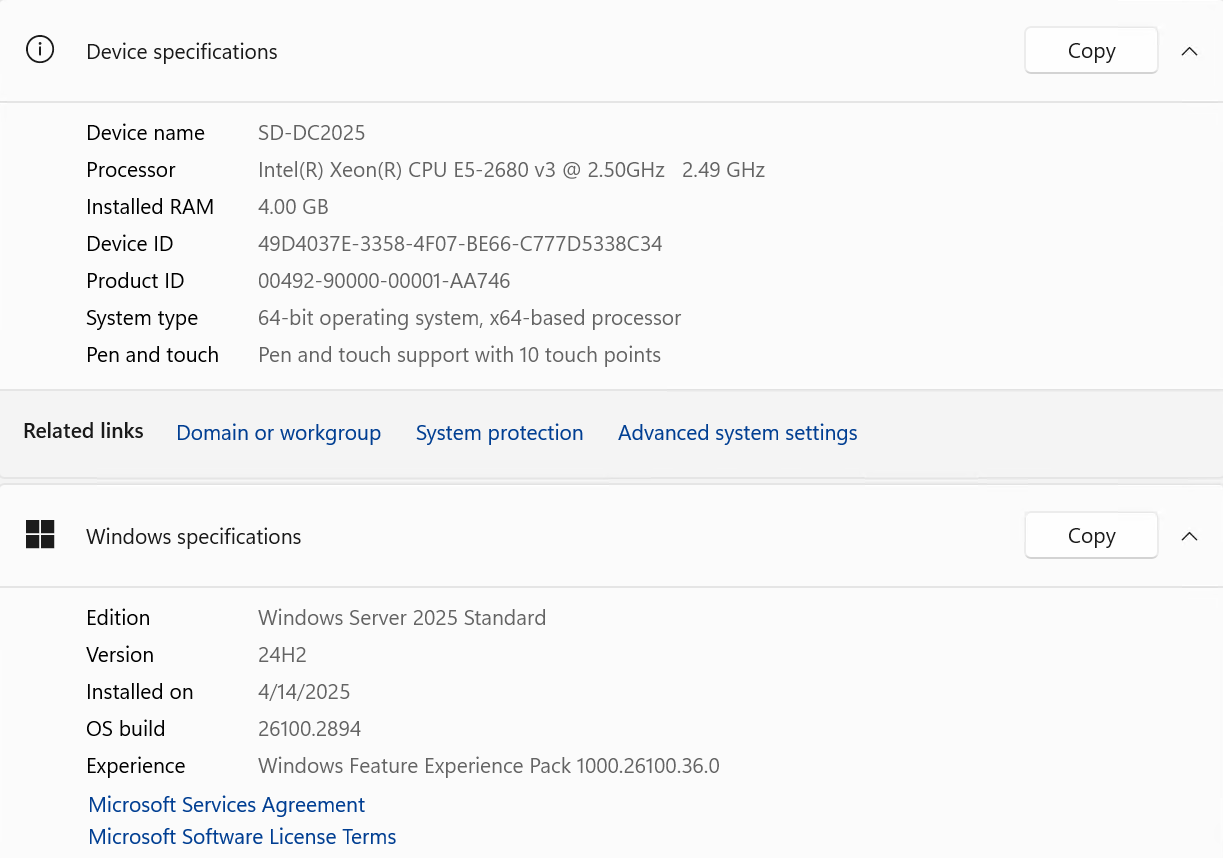 Device specifications Copy
Device name SD-DC2025
Processor Intel(R) Xeon(R) CPU E5-2680 v3 @ 2.50GHz 2.49 GHz
Installed RAM 4.00 GB
Device ID 49D4037E-3358-4F07-BE66-C777D5338C34
Product ID 00492-90000-00001-AA746
System type 64-bit operating system, x64-based processor
Pen and touch Pen and touch support with 10 touch points
Related links Domain or workgroup System protection Advanced system settings
Windows specifications Copy
Edition Windows Server 2025 Standard
Version 24H2
Installed on 4/14/2025
OS build 26100.2894
Experience Windows Feature Experience Pack 1000.26100.36.0
Microsoft Services Agreement
Microsoft Software License Terms